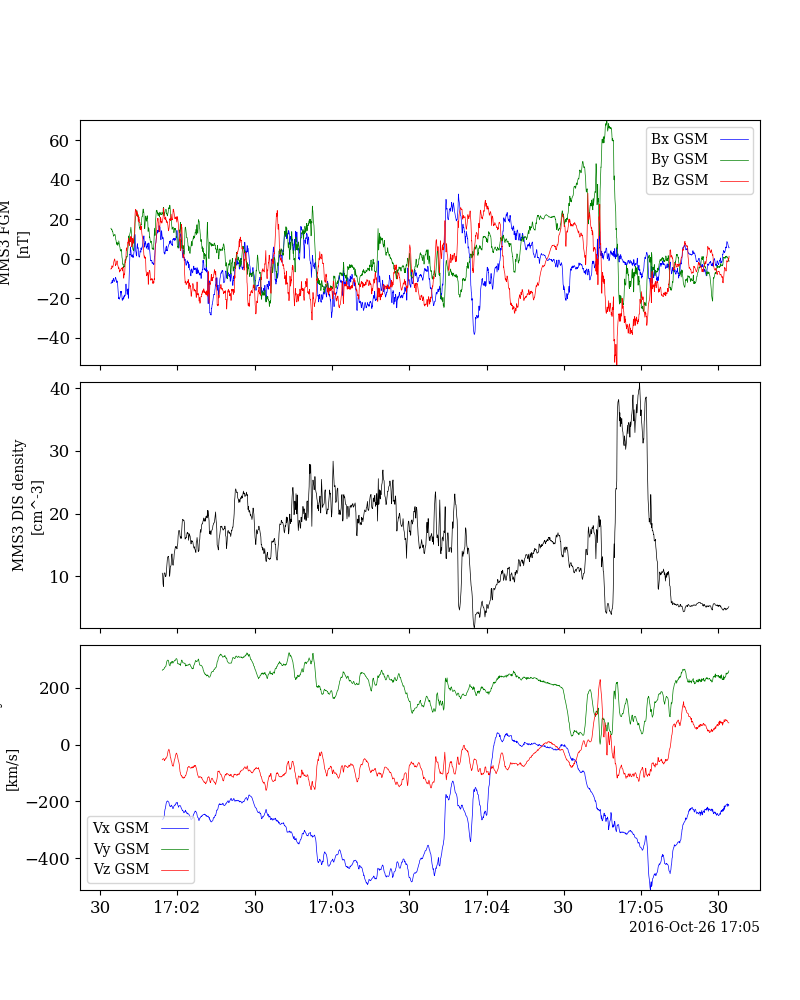 60
40
20
0
−20
−40
MMS3 FGM
[nT]
Bx GSM
By GSM
Bz GSM
40
30
20
10
MMS3 DIS density
[cm^-3]
200
0
−200
−400
[km/s]
Vx GSM
Vy GSM
Vz GSM
30 17:02 30 17:03 30 17:04 30 17:05 30
2016-Oct-26 17:05